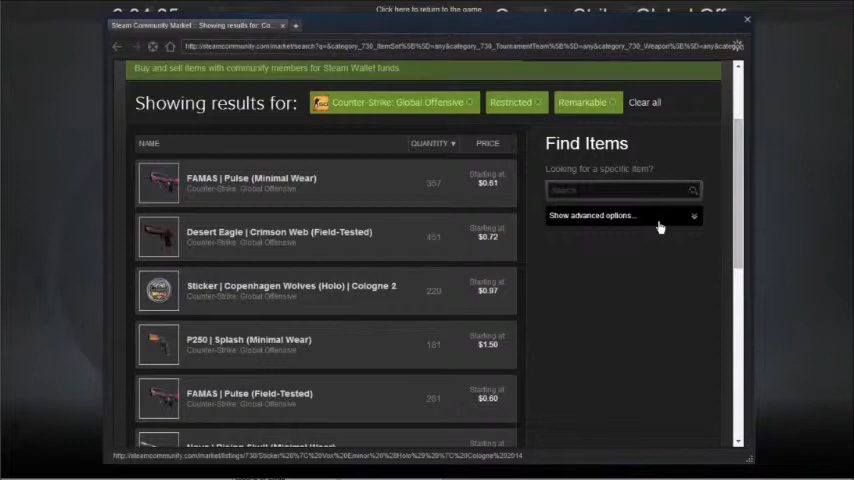 Click here to return to the game
Steam Community Market :: Showing results for: Co...
http://steamcommunity.com/market/search?q=&category_730_ItemSet%5B%5D=any&category_730_TournamentTeam%5B%5D=any&category_730_Weapon%5B%5D=any&categ
Buy and sell items with community members for Steam Wallet funds
Showing results for: Counter-Strike: Global Offensive Restricted Remarkable Clear all
NAME QUANTITY ▼ PRICE
Find Items
Looking for a specific item?
Search
Show advanced options...
FAMAS | Pulse (Minimal Wear)
Counter-Strike: Global Offensive
357
Starting at:
$0.61
Desert Eagle | Crimson Web (Field-Tested)
Counter-Strike: Global Offensive
451
Starting at:
$0.72
Sticker | Copenhagen Wolves (Holo) | Cologne 2
Counter-Strike: Global Offensive
229
Starting at:
$0.97
P250 | Splash (Minimal Wear)
Counter-Strike: Global Offensive
181
Starting at:
$1.50
FAMAS | Pulse (Field-Tested)
Counter-Strike: Global Offensive
281
Starting at:
$0.60
http://steamcommunity.com/market/listings/730/Sticker%20%7C%20Vox%20Eminor%20%28Holo%29%20%7C%20Cologne%202014